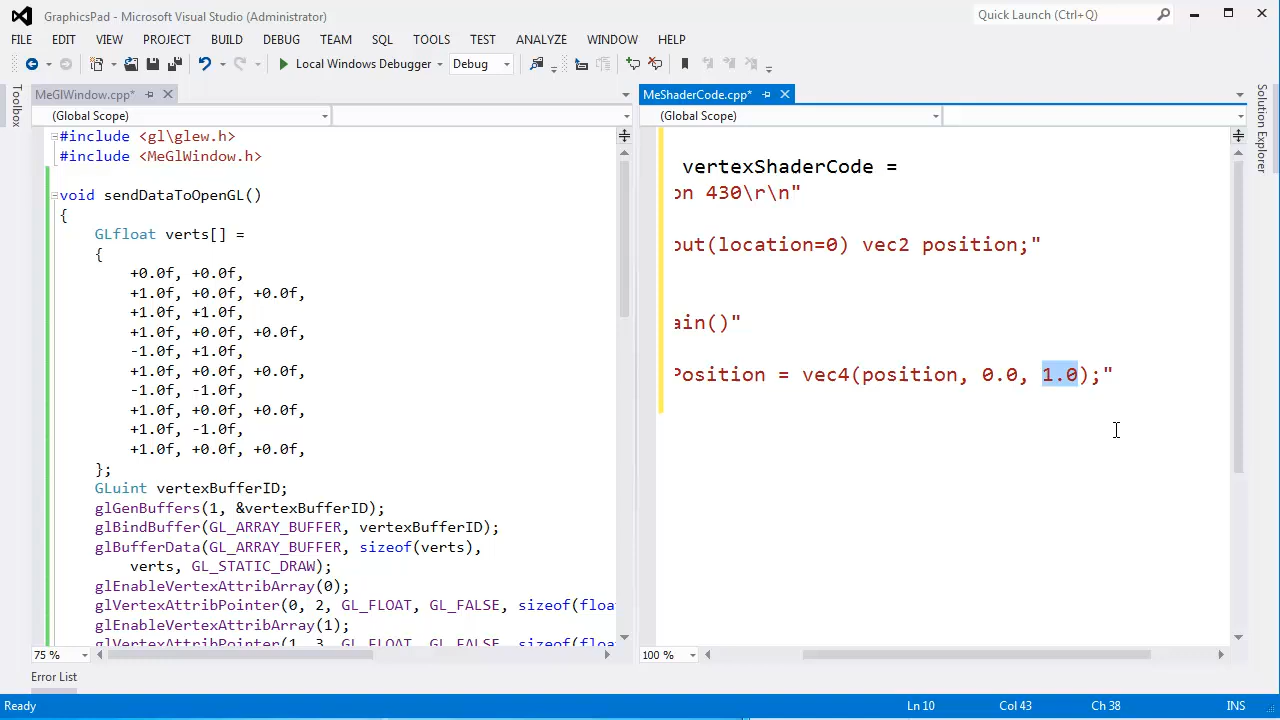 GraphicsPad - Microsoft Visual Studio (Administrator)
Quick Launch (Ctrl+Q)
FILE EDIT VIEW PROJECT BUILD DEBUG TEAM SQL TOOLS TEST ANALYZE WINDOW HELP
Local Windows Debugger Debug
Toolbox
MeGlWindow.cpp*
(Global Scope)
#include <gl\glew.h>
#include <MeGlWindow.h>
void sendDataToOpenGL()
{
GLfloat verts[] =
{
+0.0f, +0.0f,
+1.0f, +0.0f, +0.0f,
+1.0f, +1.0f,
+1.0f, +0.0f, +0.0f,
-1.0f, +1.0f,
+1.0f, +0.0f, +0.0f,
-1.0f, -1.0f,
+1.0f, +0.0f, +0.0f,
+1.0f, -1.0f,
+1.0f, +0.0f, +0.0f,
};
GLuint vertexBufferID;
glGenBuffers(1, &vertexBufferID);
glBindBuffer(GL_ARRAY_BUFFER, vertexBufferID);
glBufferData(GL_ARRAY_BUFFER, sizeof(verts),
verts, GL_STATIC_DRAW);
glEnableVertexAttribArray(0);
glVertexAttribPointer(0, 2, GL_FLOAT, GL_FALSE, sizeof(floa
glEnableVertexAttribArray(1);
glVertexAttribPointer(1, 3, GL_FLOAT, GL_FALSE, sizeof(floa
75 %
MeShaderCode.cpp*
(Global Scope)
vertexShaderCode =
on 430\r\n"
out(location=0) vec2 position;"
ain()"
Position = vec4(position, 0.0, 1.0);"
100 %
Solution Explorer
Error List
Ready
Ln 10 Col 43 Ch 38 INS